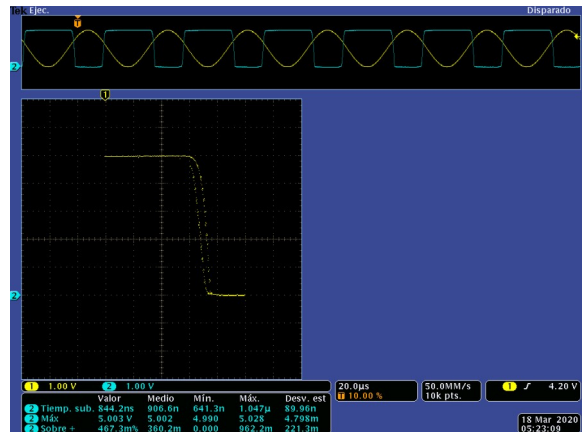 Tek Ejec.
Disparado
T
2
1
2
1 1.00 V 2 1.00 V
20.0µs
T 10.00 %
50.0MM/s
10k pts.
1 ∫ 4.20 V
Valor Medio Mín. Máx. Desv. est
2 Tiemp. sub. 844.2ns 906.6n 641.3n 1.047µ 89.96n
2 Máx 5.003 V 5.002 4.990 5.028 4.798m
2 Sobre + 467.3m% 360.2m 0.000 962.2m 221.3m
18 Mar 2020
05:23:09